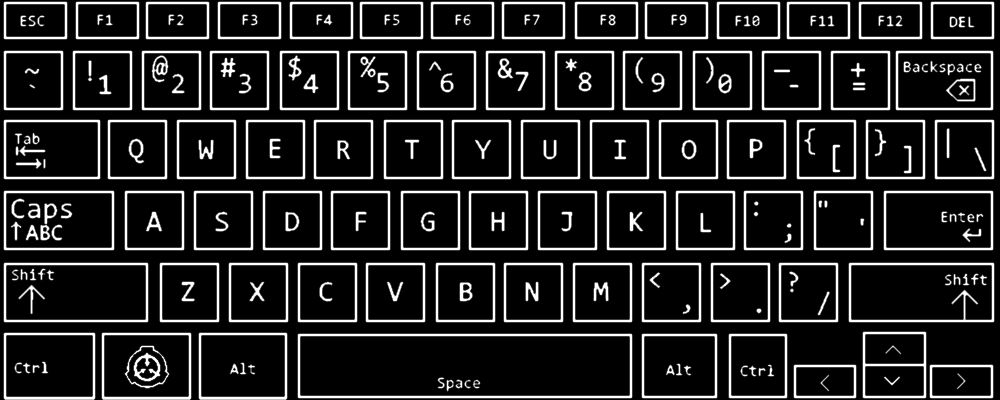 ESC F1 F2 F3 F4 F5 F6 F7 F8 F9 F10 F11 F12 DEL
~ ` ! 1 @ 2 # 3 $ 4 % 5 ^ 6 & 7 * 8 ( 9 ) 0 — - + = Backspace
Tab Q W E R T Y U I O P { [ } ] | \
Caps ↑ABC A S D F G H J K L : ; " ' Enter
Shift Z X C V B N M < , > . ? / Shift
Ctrl Alt Space Alt Ctrl